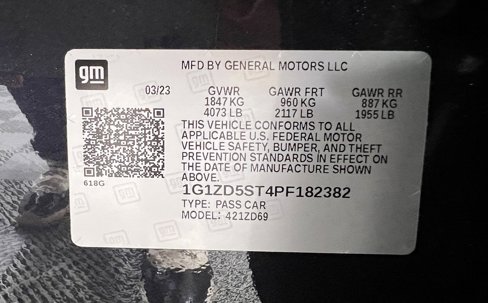 gm
MFD BY GENERAL MOTORS LLC
03/23 GVWR GAWR FRT GAWR RR
1847 KG 960 KG 887 KG
4073 LB 2117 LB 1955 LB
THIS VEHICLE CONFORMS TO ALL
APPLICABLE U.S. FEDERAL MOTOR
VEHICLE SAFETY, BUMPER, AND THEFT
PREVENTION STANDARDS IN EFFECT ON
THE DATE OF MANUFACTURE SHOWN
ABOVE.
618G
1G1ZD5ST4PF182382
TYPE: PASS CAR
MODEL: 421ZD69